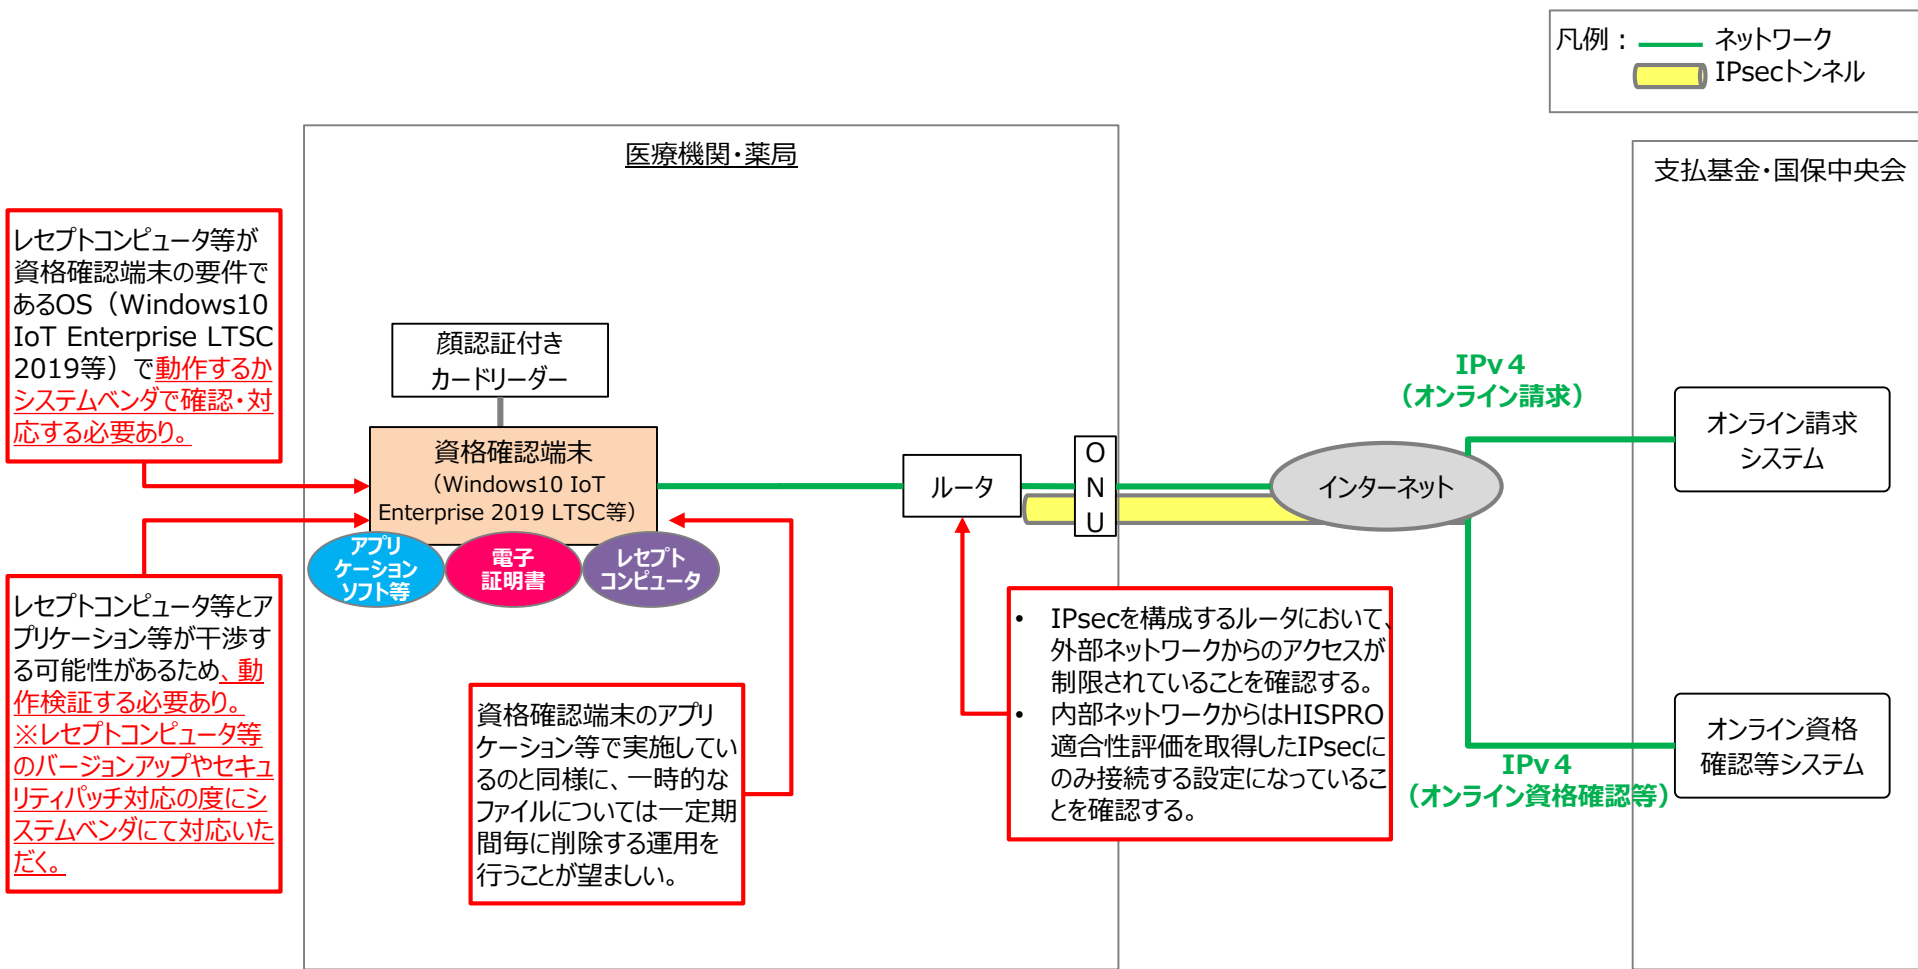 凡例：
ネットワーク
IPsecトンネル
医療機関・薬局
支払基金・国保中央会
レセプトコンピュータ等が
資格確認端末の要件で
あるOS（Windows10
IoT Enterprise LTSC
2019等）で動作するか
システムベンダで確認・対
応する必要あり。
顔認証付き
カードリーダー
資格確認端末
（Windows10 IoT
Enterprise 2019 LTSC等）
アプリ
ケーション
ソフト等
電子
証明書
レセプト
コンピュータ
ルータ
O
N
U
インターネット
IPv４
（オンライン請求）
オンライン請求
システム
IPv４
（オンライン資格確認等）
オンライン資格
確認等システム
レセプトコンピュータ等とア
プリケーション等が干渉す
る可能性があるため、動
作検証する必要あり。
※レセプトコンピュータ等
のバージョンアップやセキュ
リティパッチ対応の度にシ
ステムベンダにて対応いた
だく。
資格確認端末のアプリ
ケーション等で実施してい
るのと同様に、一時的な
ファイルについては一定期
間毎に削除する運用を
行うことが望ましい。
• IPsecを構成するルータにおいて、
外部ネットワークからのアクセスが
制限されていることを確認する。
• 内部ネットワークからはHISPRO
適合性評価を取得したIPsecに
のみ接続する設定になっているこ
とを確認する。